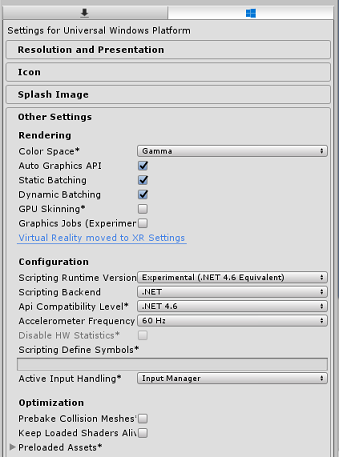 Settings for Universal Windows Platform
Resolution and Presentation
Icon
Splash Image
Other Settings
Rendering
Color Space* Gamma
Auto Graphics API
Static Batching
Dynamic Batching
GPU Skinning*
Graphics Jobs (Experimer
Virtual Reality moved to XR Settings
Configuration
Scripting Runtime Version Experimental (.NET 4.6 Equivalent)
Scripting Backend .NET
Api Compatibility Level* .NET 4.6
Accelerometer Frequency 60 Hz
Disable HW Statistics*
Scripting Define Symbols*
Active Input Handling* Input Manager
Optimization
Prebake Collision Meshes*
Keep Loaded Shaders Aliv
Preloaded Assets*